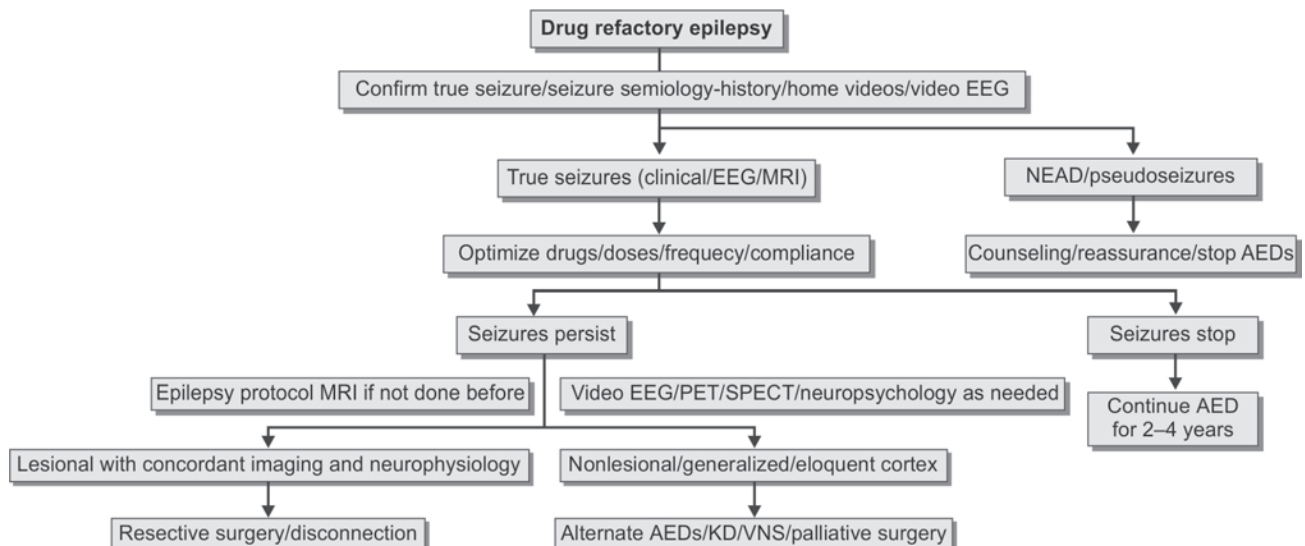 Drug refactory epilepsy
Confirm true seizure/seizure semiology-history/home videos/video EEG
True seizures (clinical/EEG/MRI)
NEAD/pseudoseizures
Optimize drugs/doses/frequecy/compliance
Counseling/reassurance/stop AEDs
Seizures persist
Seizures stop
Epilepsy protocol MRI if not done before
Video EEG/PET/SPECT/neuropsychology as needed
Continue AED
for 2–4 years
Lesional with concordant imaging and neurophysiology
Nonlesional/generalized/eloquent cortex
Resective surgery/disconnection
Alternate AEDs/KD/VNS/palliative surgery